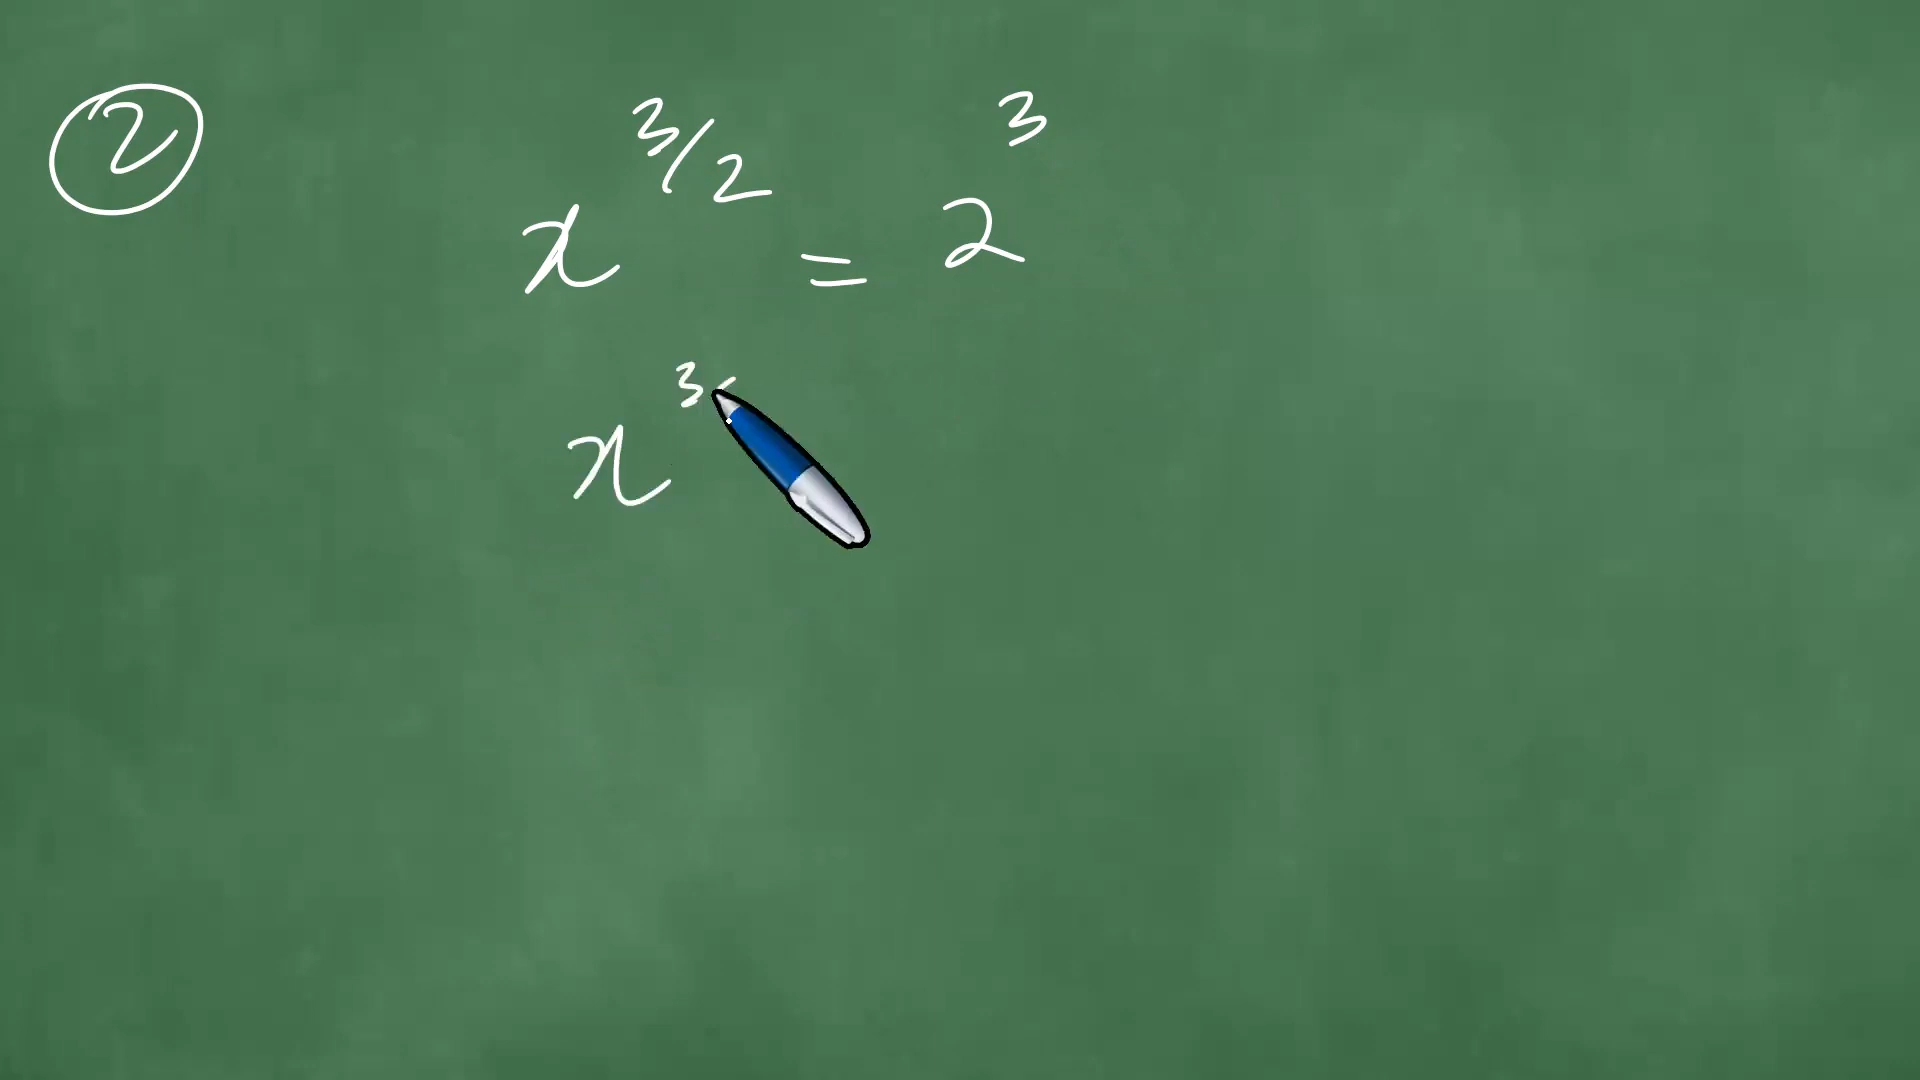 ② x^{3/2} = 2^3
x^{3/